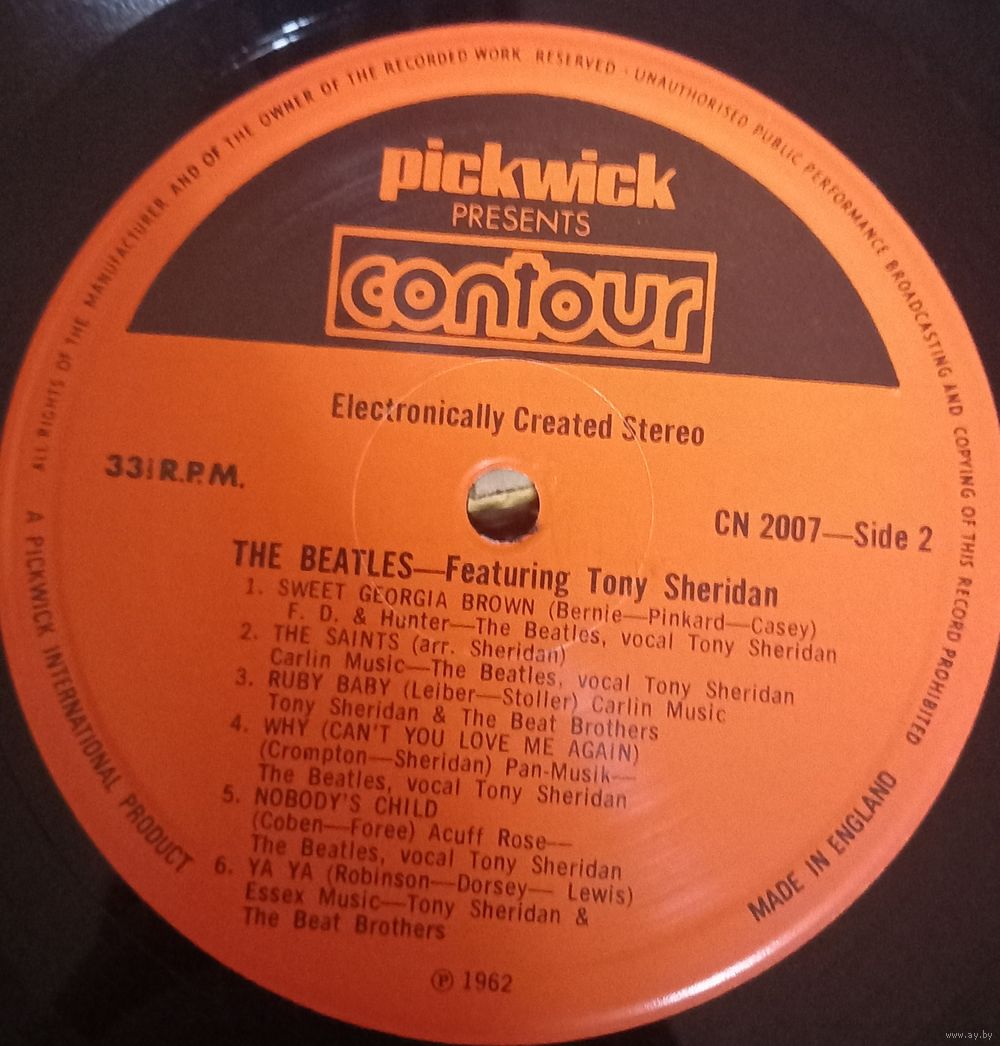 ALL RIGHTS OF THE MANUFACTURER AND OF THE OWNER OF THE RECORDED WORK RESERVED · UNAUTHORISED PUBLIC PERFORMANCE BROADCASTING AND COPYING OF THIS RECORD PROHIBITED
pickwick
PRESENTS
contour
Electronically Created Stereo
33⅓ R.P.M.
CN 2007—Side 2
THE BEATLES—Featuring Tony Sheridan
1. SWEET GEORGIA BROWN (Bernie—Pinkard—Casey)
F. D. & Hunter—The Beatles, vocal Tony Sheridan
2. THE SAINTS (arr. Sheridan)
Carlin Music—The Beatles, vocal Tony Sheridan
3. RUBY BABY (Leiber—Stoller) Carlin Music
Tony Sheridan & The Beat Brothers
4. WHY (CAN'T YOU LOVE ME AGAIN)
(Crompton—Sheridan) Pan-Musik—
The Beatles, vocal Tony Sheridan
5. NOBODY'S CHILD
(Coben—Foree) Acuff Rose—
The Beatles, vocal Tony Sheridan
6. YA YA (Robinson—Dorsey— Lewis)
Essex Music—Tony Sheridan &
The Beat Brothers
℗ 1962
A PICKWICK INTERNATIONAL PRODUCT
MADE IN ENGLAND
www.ay.by